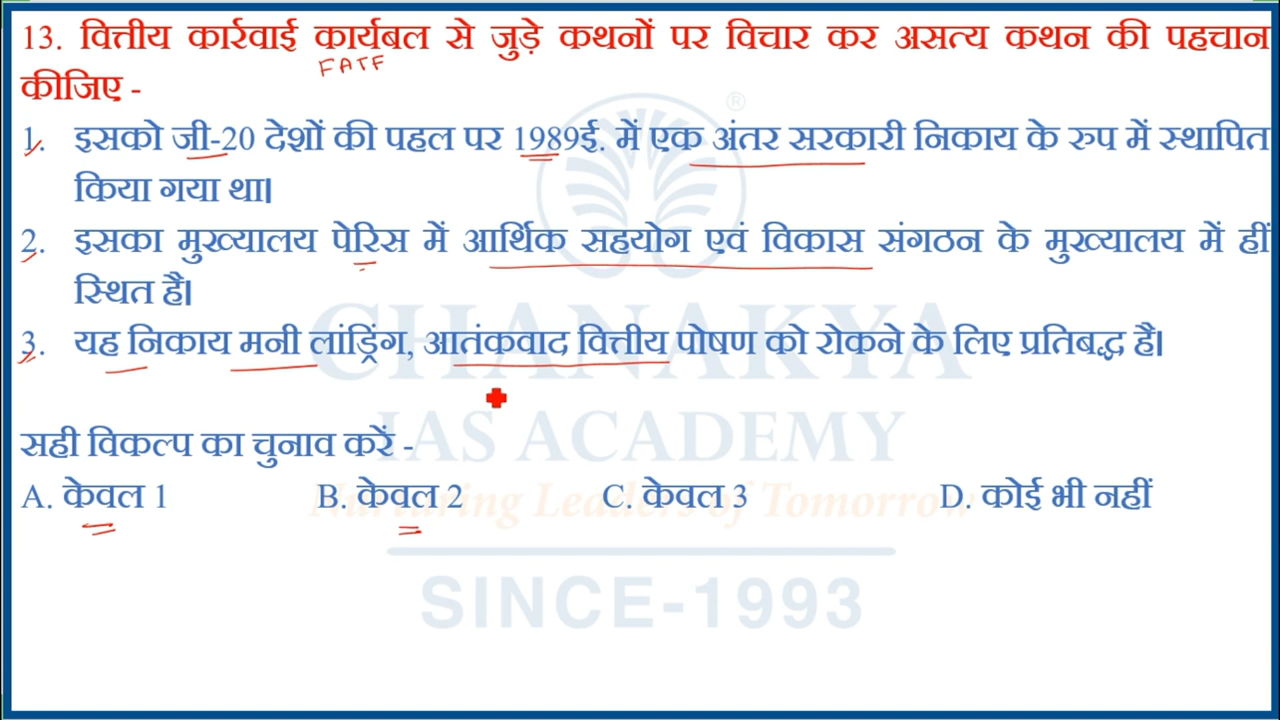 13. वित्तीय कार्रवाई कार्यबल से जुड़े कथनों पर विचार कर असत्य कथन की पहचान
FATF
कीजिए -
1. इसको जी-20 देशों की पहल पर 1989ई. में एक अंतर सरकारी निकाय के रुप में स्थापित
किया गया था।
2. इसका मुख्यालय पेरिस में आर्थिक सहयोग एवं विकास संगठन के मुख्यालय में हीं
स्थित है।
3. यह निकाय मनी लांड्रिंग, आतंकवाद वित्तीय पोषण को रोकने के लिए प्रतिबद्ध है।
CHANAKYA
IAS ACADEMY
सही विकल्प का चुनाव करें -
A. केवल 1 B. केवल 2 C. केवल 3 D. कोई भी नहीं
Nurturing Leaders of Tomorrow
SINCE-1993